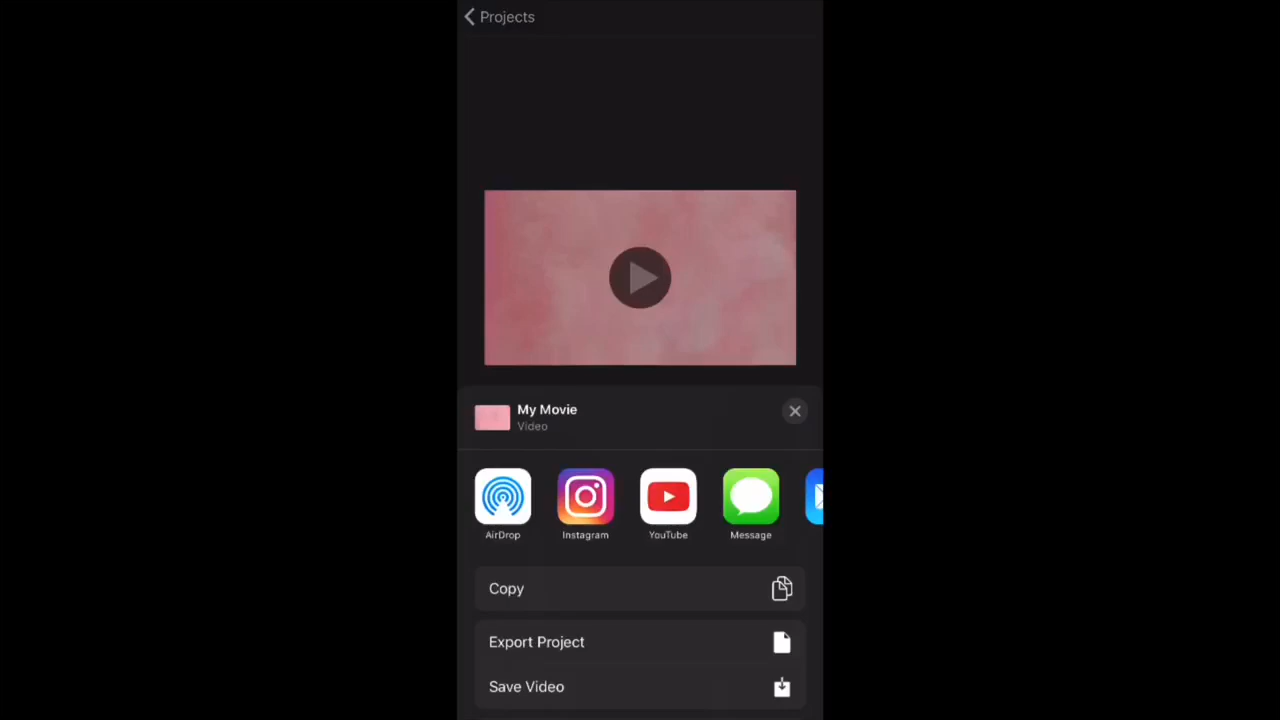 Projects
My Movie
Video
AirDrop
Instagram
YouTube
Message
Copy
Export Project
Save Video